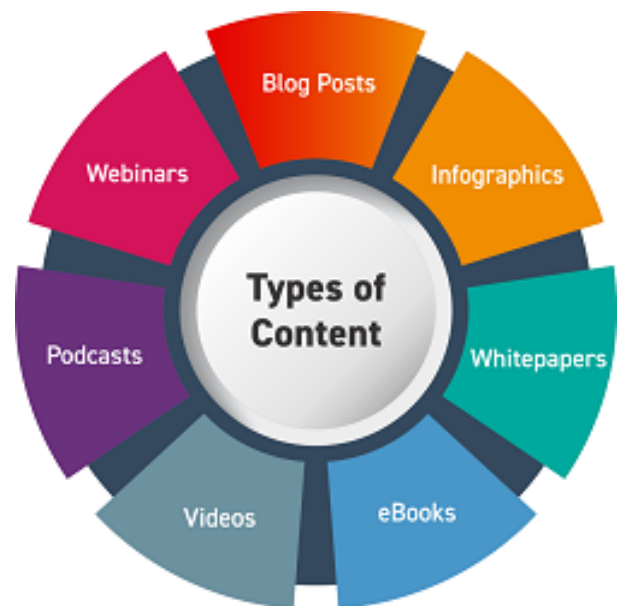 Types of
Content
Blog Posts
Infographics
Whitepapers
eBooks
Videos
Podcasts
Webinars